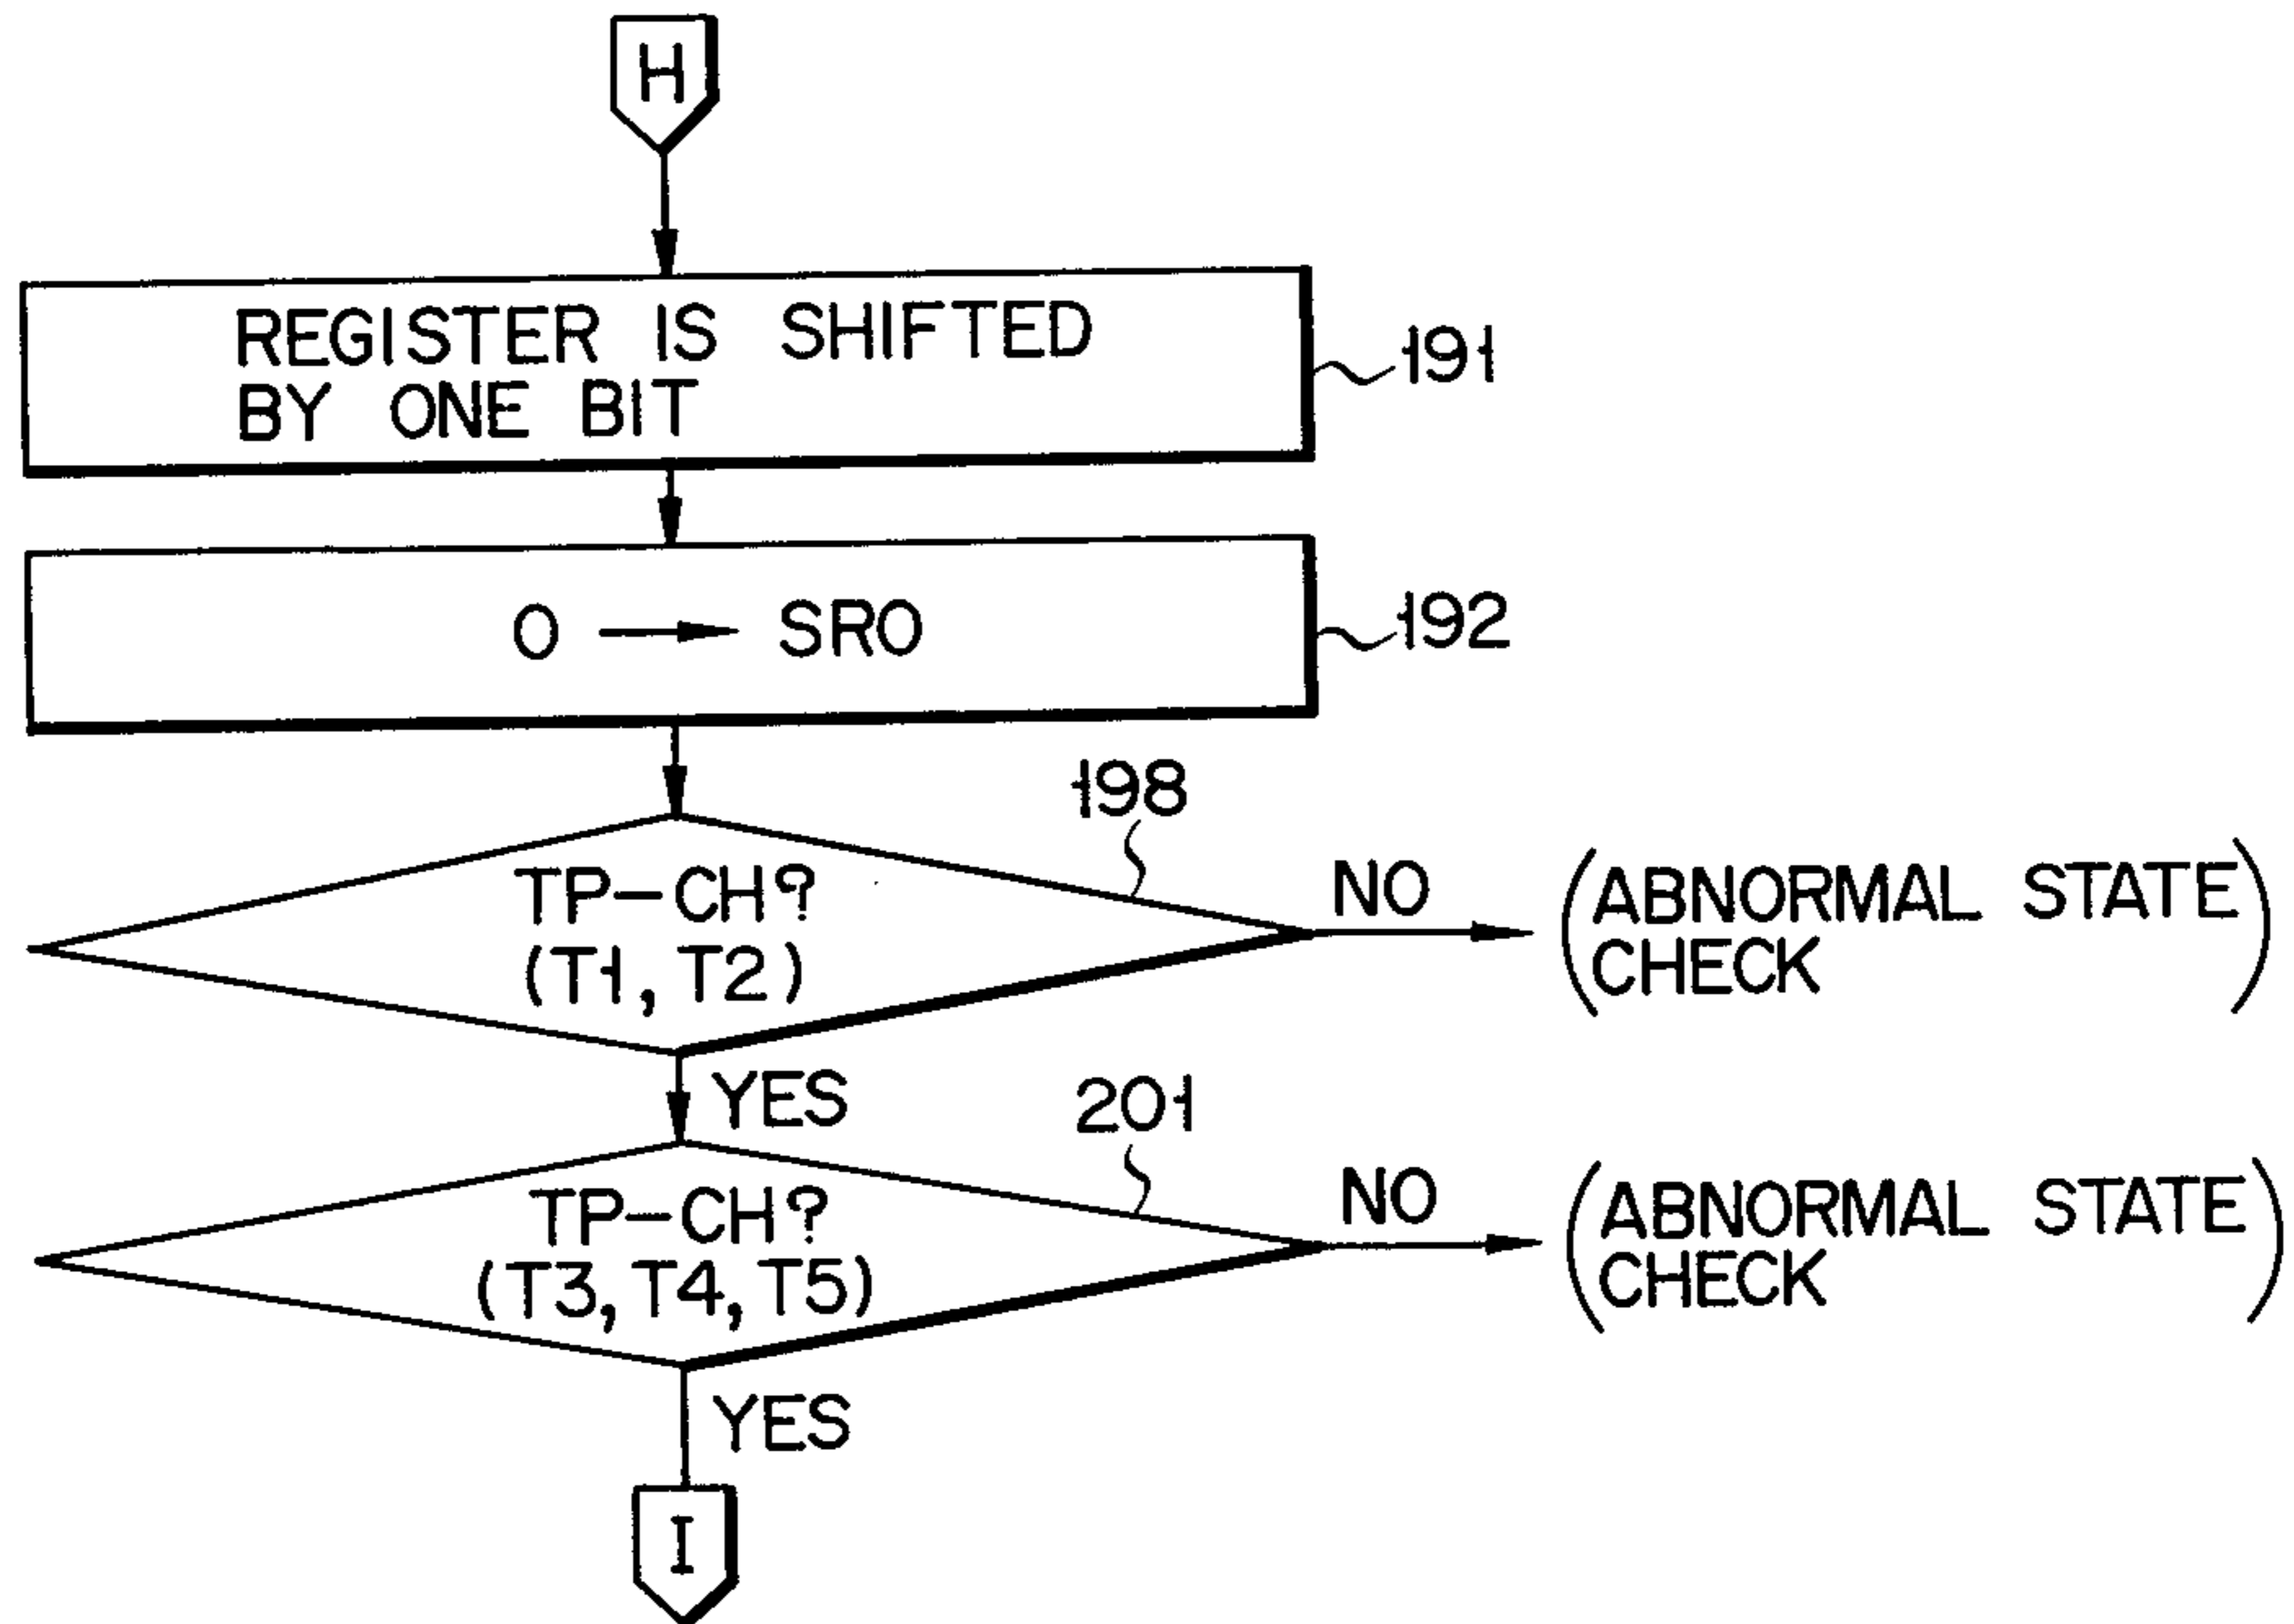 H
REGISTER IS SHIFTED
BY ONE BIT
191
0 → SR0
192
198
TP-CH?
(T1, T2)
NO
(ABNORMAL STATE
CHECK)
YES
201
TP-CH?
(T3, T4, T5)
NO
(ABNORMAL STATE
CHECK)
YES
I